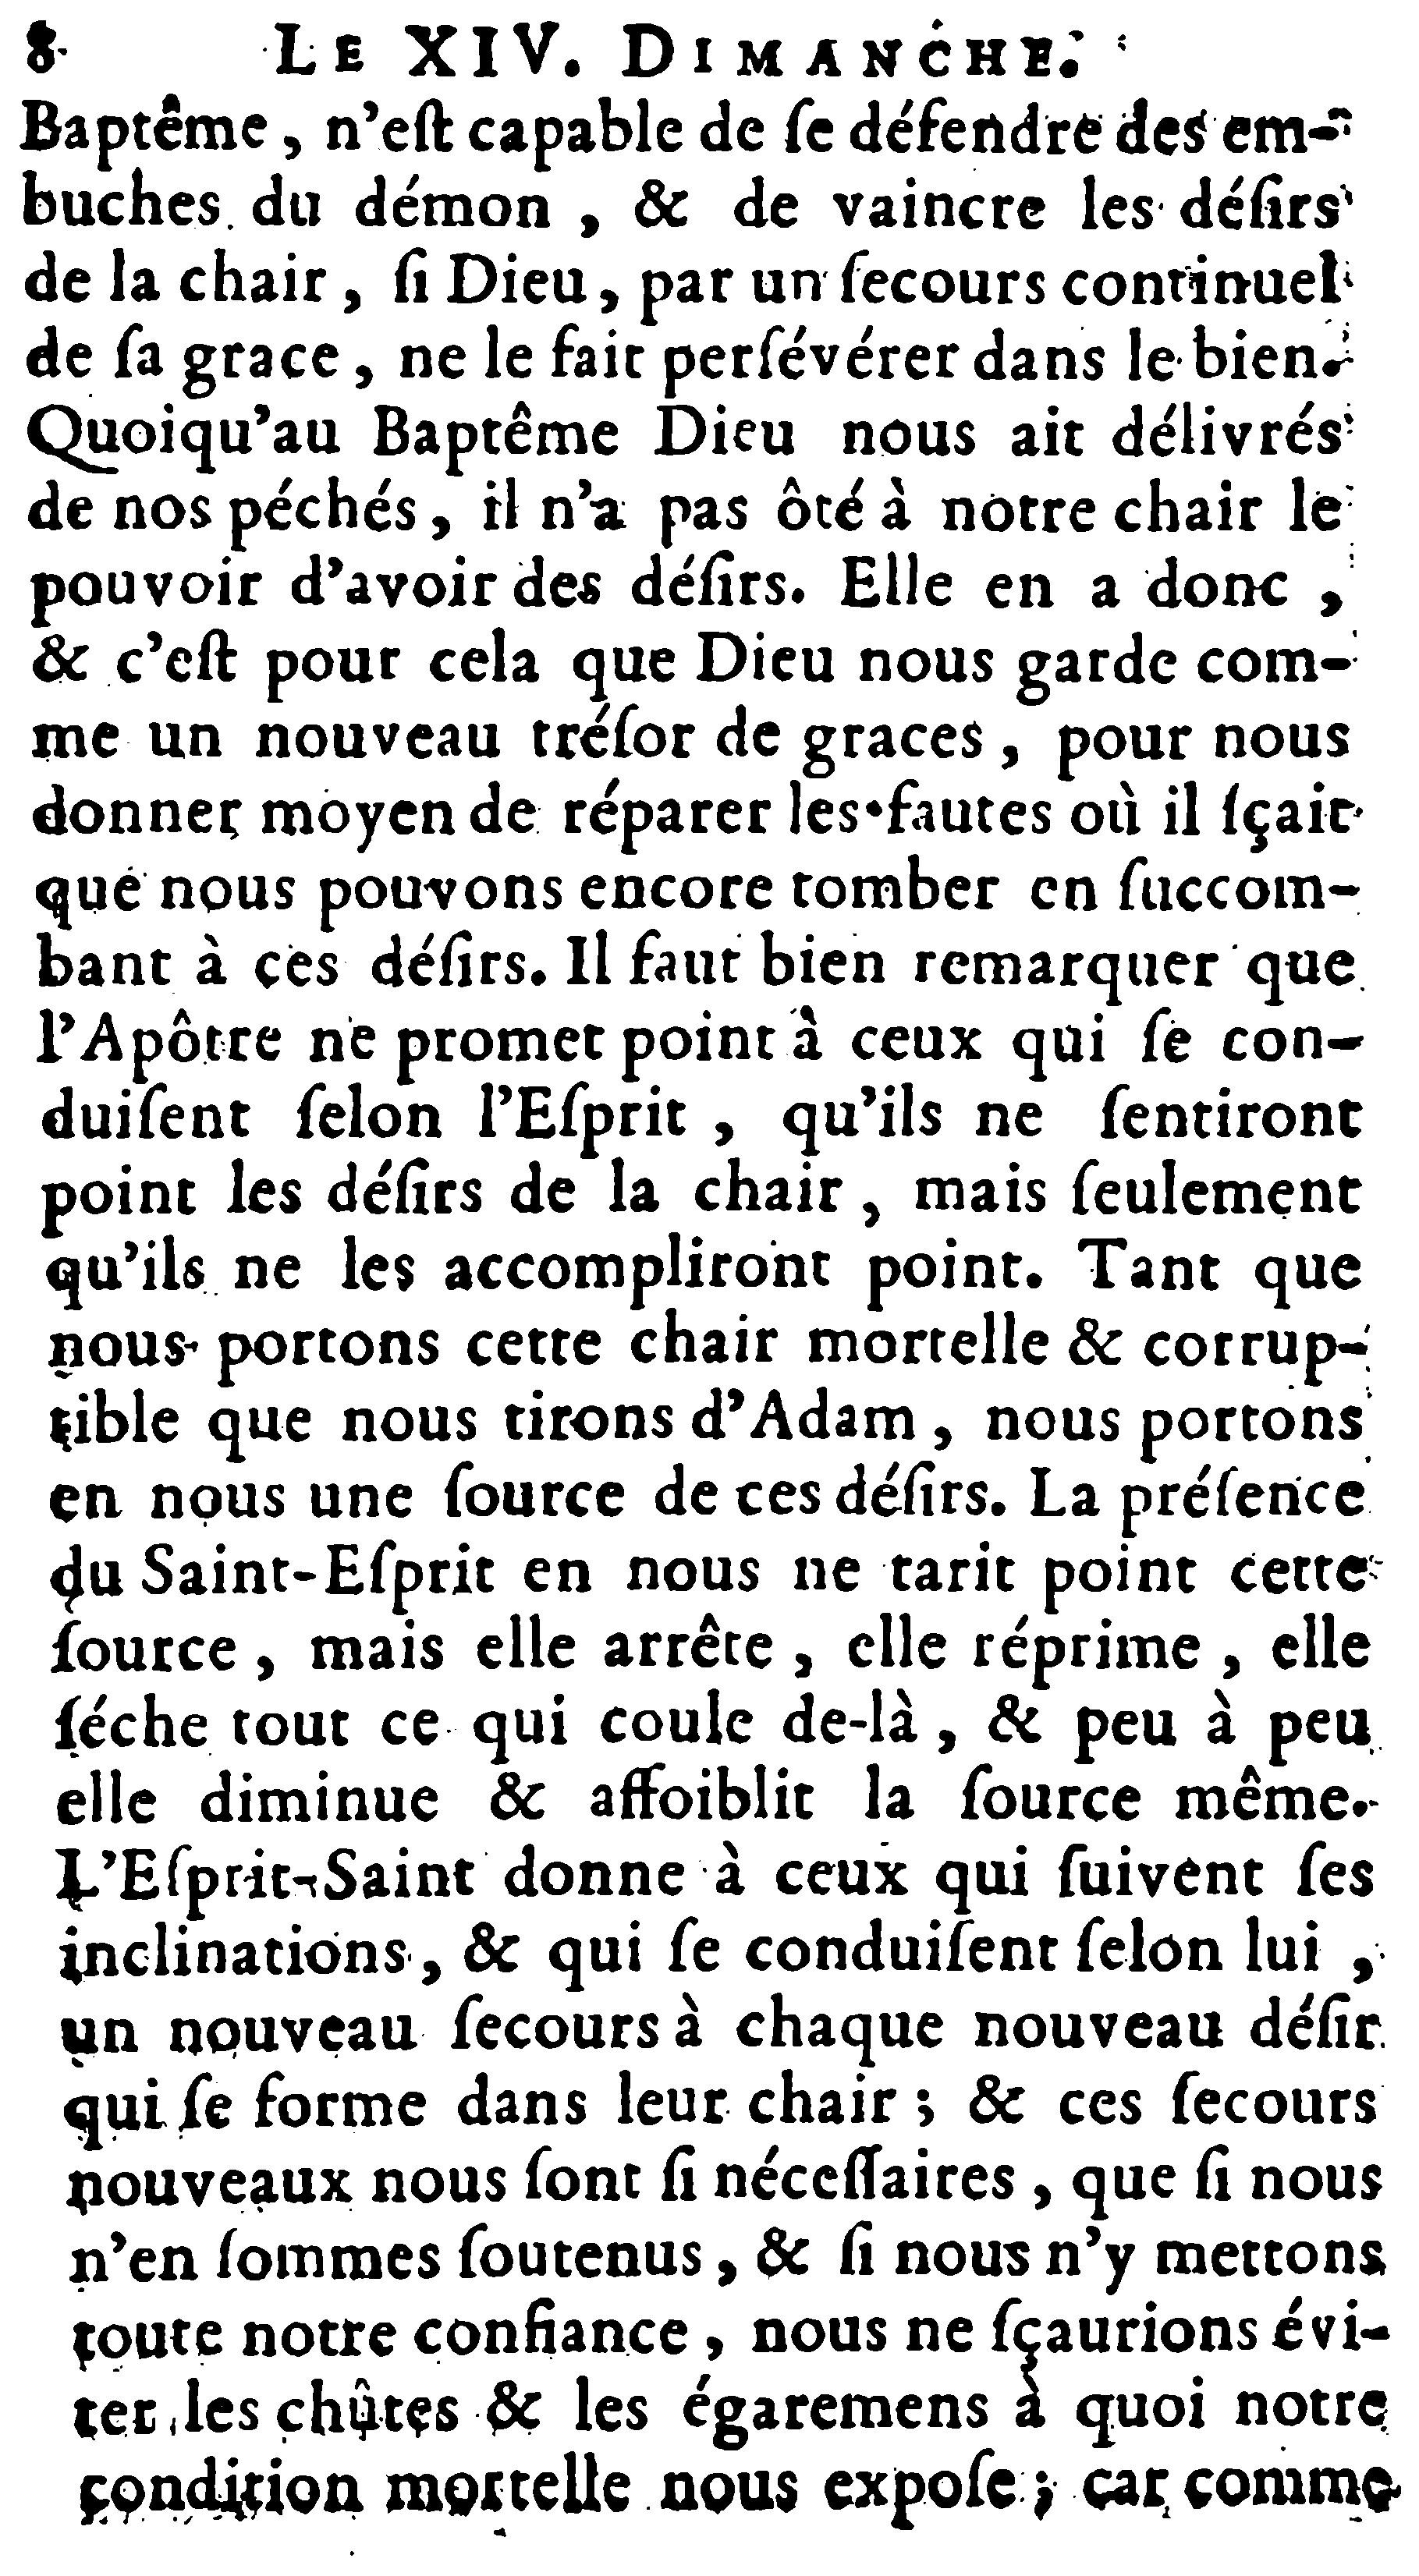 8 LE XIV. DIMANCHE.
Baptême, n'eſt capable de ſe défendre des em-
buches du démon, & de vaincre les déſirs
de la chair, ſi Dieu, par un ſecours continuel
de ſa grace, ne le fait perſévérer dans le bien.
Quoiqu'au Baptême Dieu nous ait délivrés
de nos péchés, il n'a pas ôté à notre chair le
pouvoir d'avoir des déſirs. Elle en a donc,
& c'eſt pour cela que Dieu nous garde com-
me un nouveau tréſor de graces, pour nous
donner moyen de réparer les fautes où il ſçait
que nous pouvons encore tomber en ſuccom-
bant à ces déſirs. Il faut bien remarquer que
l'Apôtre ne promet point à ceux qui ſe con-
duiſent ſelon l'Eſprit, qu'ils ne ſentiront
point les déſirs de la chair, mais ſeulement
qu'ils ne les accompliront point. Tant que
nous portons cette chair mortelle & corrup-
tible que nous tirons d'Adam, nous portons
en nous une ſource de ces déſirs. La préſence
du Saint-Eſprit en nous ne tarit point cette
ſource, mais elle arrête, elle réprime, elle
ſéche tout ce qui coule de-là, & peu à peu
elle diminue & affoiblit la ſource même.
L'Eſprit-Saint donne à ceux qui ſuivent ſes
inclinations, & qui ſe conduiſent ſelon lui,
un nouveau ſecours à chaque nouveau déſir
qui ſe forme dans leur chair; & ces ſecours
nouveaux nous ſont ſi néceſſaires, que ſi nous
n'en ſommes ſoutenus, & ſi nous n'y mettons
toute notre confiance, nous ne ſçaurions évi-
ter les chûtes & les égaremens à quoi notre
condition mortelle nous expoſe; car comme